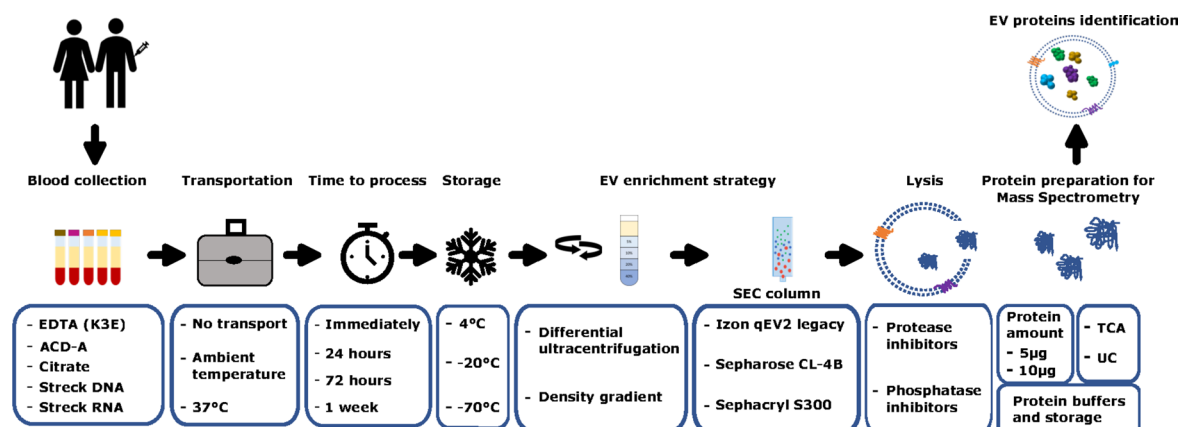 EV proteins identification
Blood collection
Transportation
Time to process
Storage
EV enrichment strategy
Lysis
Protein preparation for
Mass Spectrometry
SEC column
- EDTA (K3E)
- ACD-A
- Citrate
- Streck DNA
- Streck RNA
- No transport
- Ambient
temperature
- 37°C
- Immediately
- 24 hours
- 72 hours
- 1 week
- 4°C
- -20°C
- -70°C
- Differential
ultracentrifugation
- Density gradient
- Izon qEV2 legacy
- Sepharose CL-4B
- Sephacryl S300
- Protease
inhibitors
- Phosphatase
inhibitors
Protein
amount
- 5µg
- 10µg
- TCA
- UC
Protein buffers
and storage